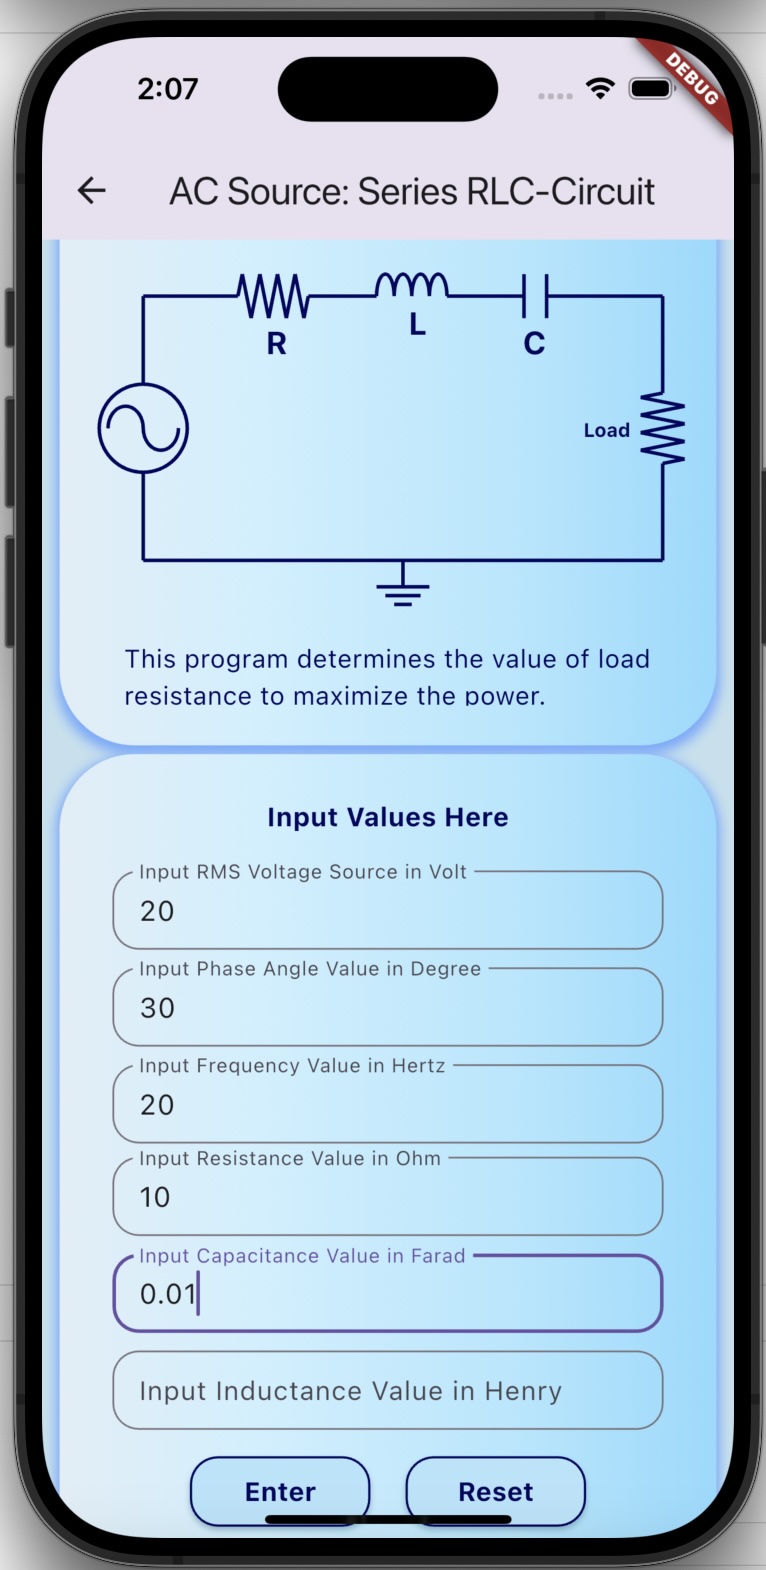 2:07
DEBUG
AC Source: Series RLC-Circuit
R
L
C
Load
This program determines the value of load
resistance to maximize the power.
Input Values Here
Input RMS Voltage Source in Volt
20
Input Phase Angle Value in Degree
30
Input Frequency Value in Hertz
20
Input Resistance Value in Ohm
10
Input Capacitance Value in Farad
0.01
Input Inductance Value in Henry
Enter Reset